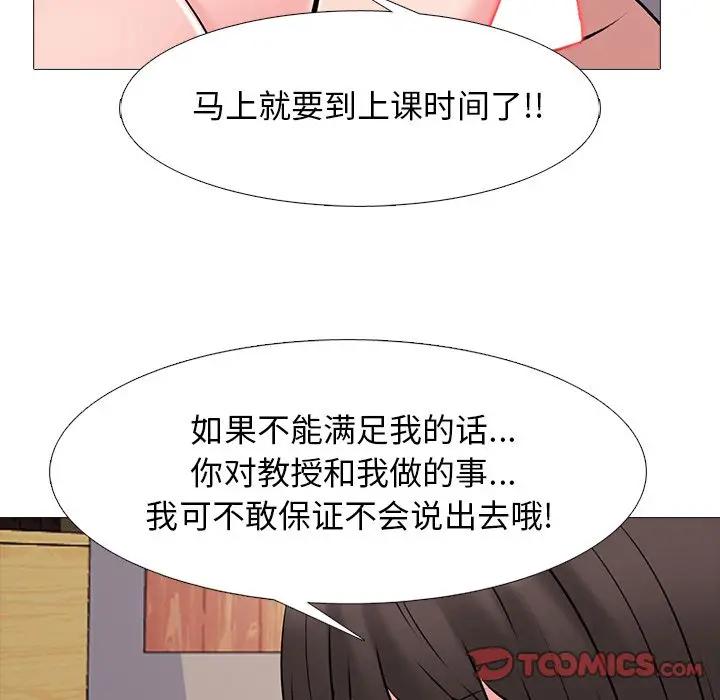 马上就要到上课时间了!!
如果不能满足我的话...
你对教授和我做的事...
我可不敢保证不会说出去哦!
TOOMICS.COM